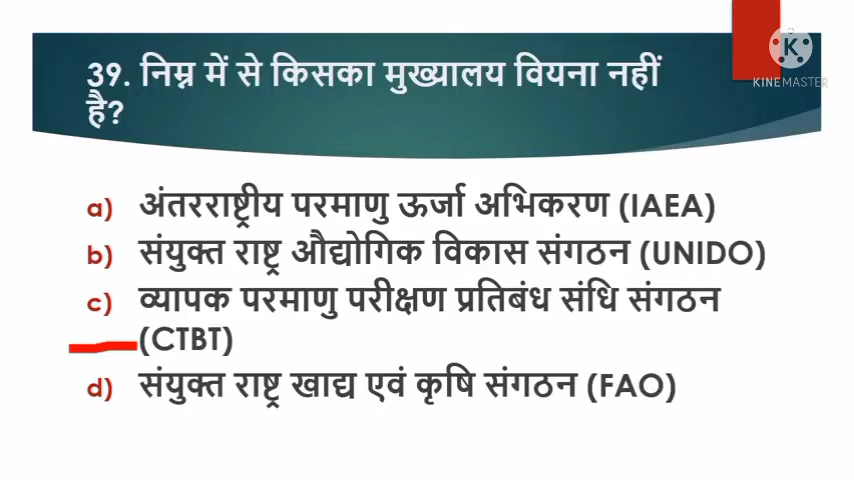 39. निम्न में से किसका मुख्यालय वियना नहीं
है?
K
KINEMASTER
a) अंतरराष्ट्रीय परमाणु ऊर्जा अभिकरण (IAEA)
b) संयुक्त राष्ट्र औद्योगिक विकास संगठन (UNIDO)
c) व्यापक परमाणु परीक्षण प्रतिबंध संधि संगठन
(CTBT)
d) संयुक्त राष्ट्र खाद्य एवं कृषि संगठन (FAO)